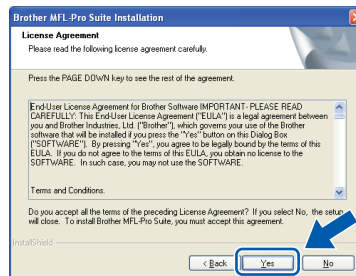 Brother MFL-Pro Suite Installation
License Agreement
Please read the following license agreement carefully.
Press the PAGE DOWN key to see the rest of the agreement.
End-User License Agreement for Brother Software IMPORTANT- PLEASE READ
CAREFULLY: This End-User License Agreement ("EULA") is a legal agreement between
you and Brother Industries, Ltd. ("Brother"), which governs your use of the Brother
software that will be installed if you press the "Yes" button on this Dialog Box
("SOFTWARE"). By pressing "Yes", you agree to be legally bound by the terms of this
EULA. If you do not agree to the terms of this EULA, you obtain no license to the
SOFTWARE. In such case, you may not use the SOFTWARE.
Terms and Conditions.
Do you accept all the terms of the preceding License Agreement? If you select No, the setup
will close. To install Brother MFL-Pro Suite, you must accept this agreement.
InstallShield
< Back Yes No